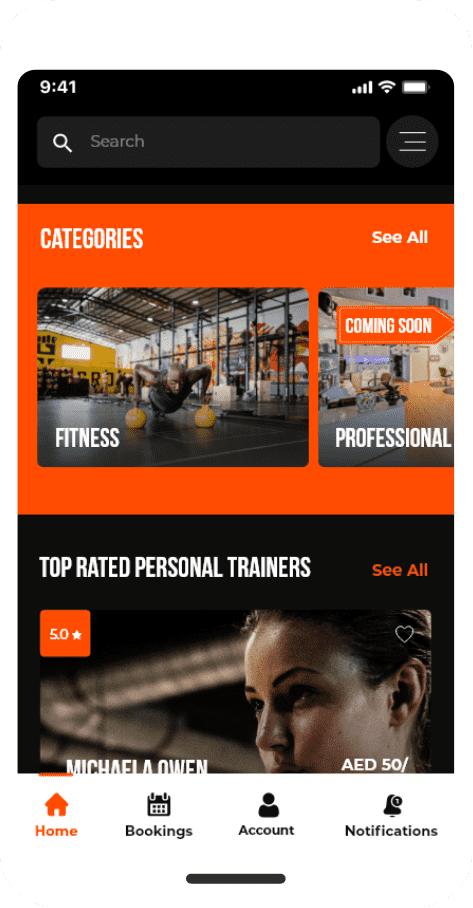 9:41
Search
CATEGORIES
See All
COMING SOON
FITNESS
PROFESSIONAL
TOP RATED PERSONAL TRAINERS
See All
5.0
MICHAELA OWEN
AED 50/
Home
Bookings
Account
Notifications